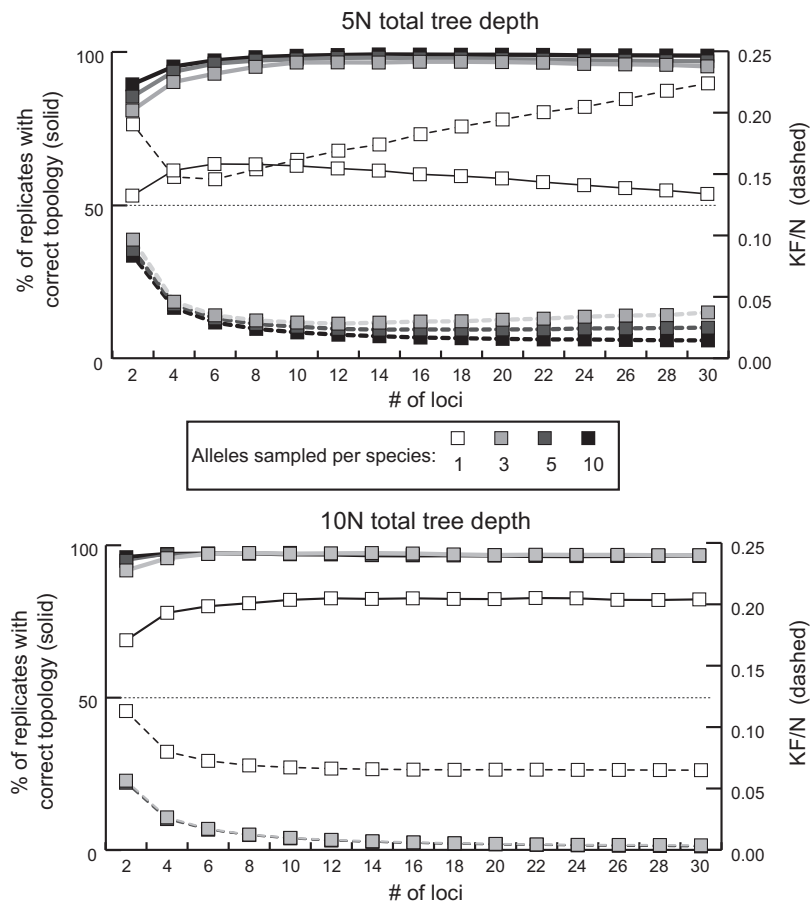 5N total tree depth
100
50
0
% of replicates with
correct topology (solid)
0.25
0.20
0.15
0.10
0.05
0.00
KF/N (dashed)
2 4 6 8 10 12 14 16 18 20 22 24 26 28 30
# of loci
Alleles sampled per species:
1 3 5 10
10N total tree depth
100
50
0
% of replicates with
correct topology (solid)
0.25
0.20
0.15
0.10
0.05
0.00
KF/N (dashed)
2 4 6 8 10 12 14 16 18 20 22 24 26 28 30
# of loci